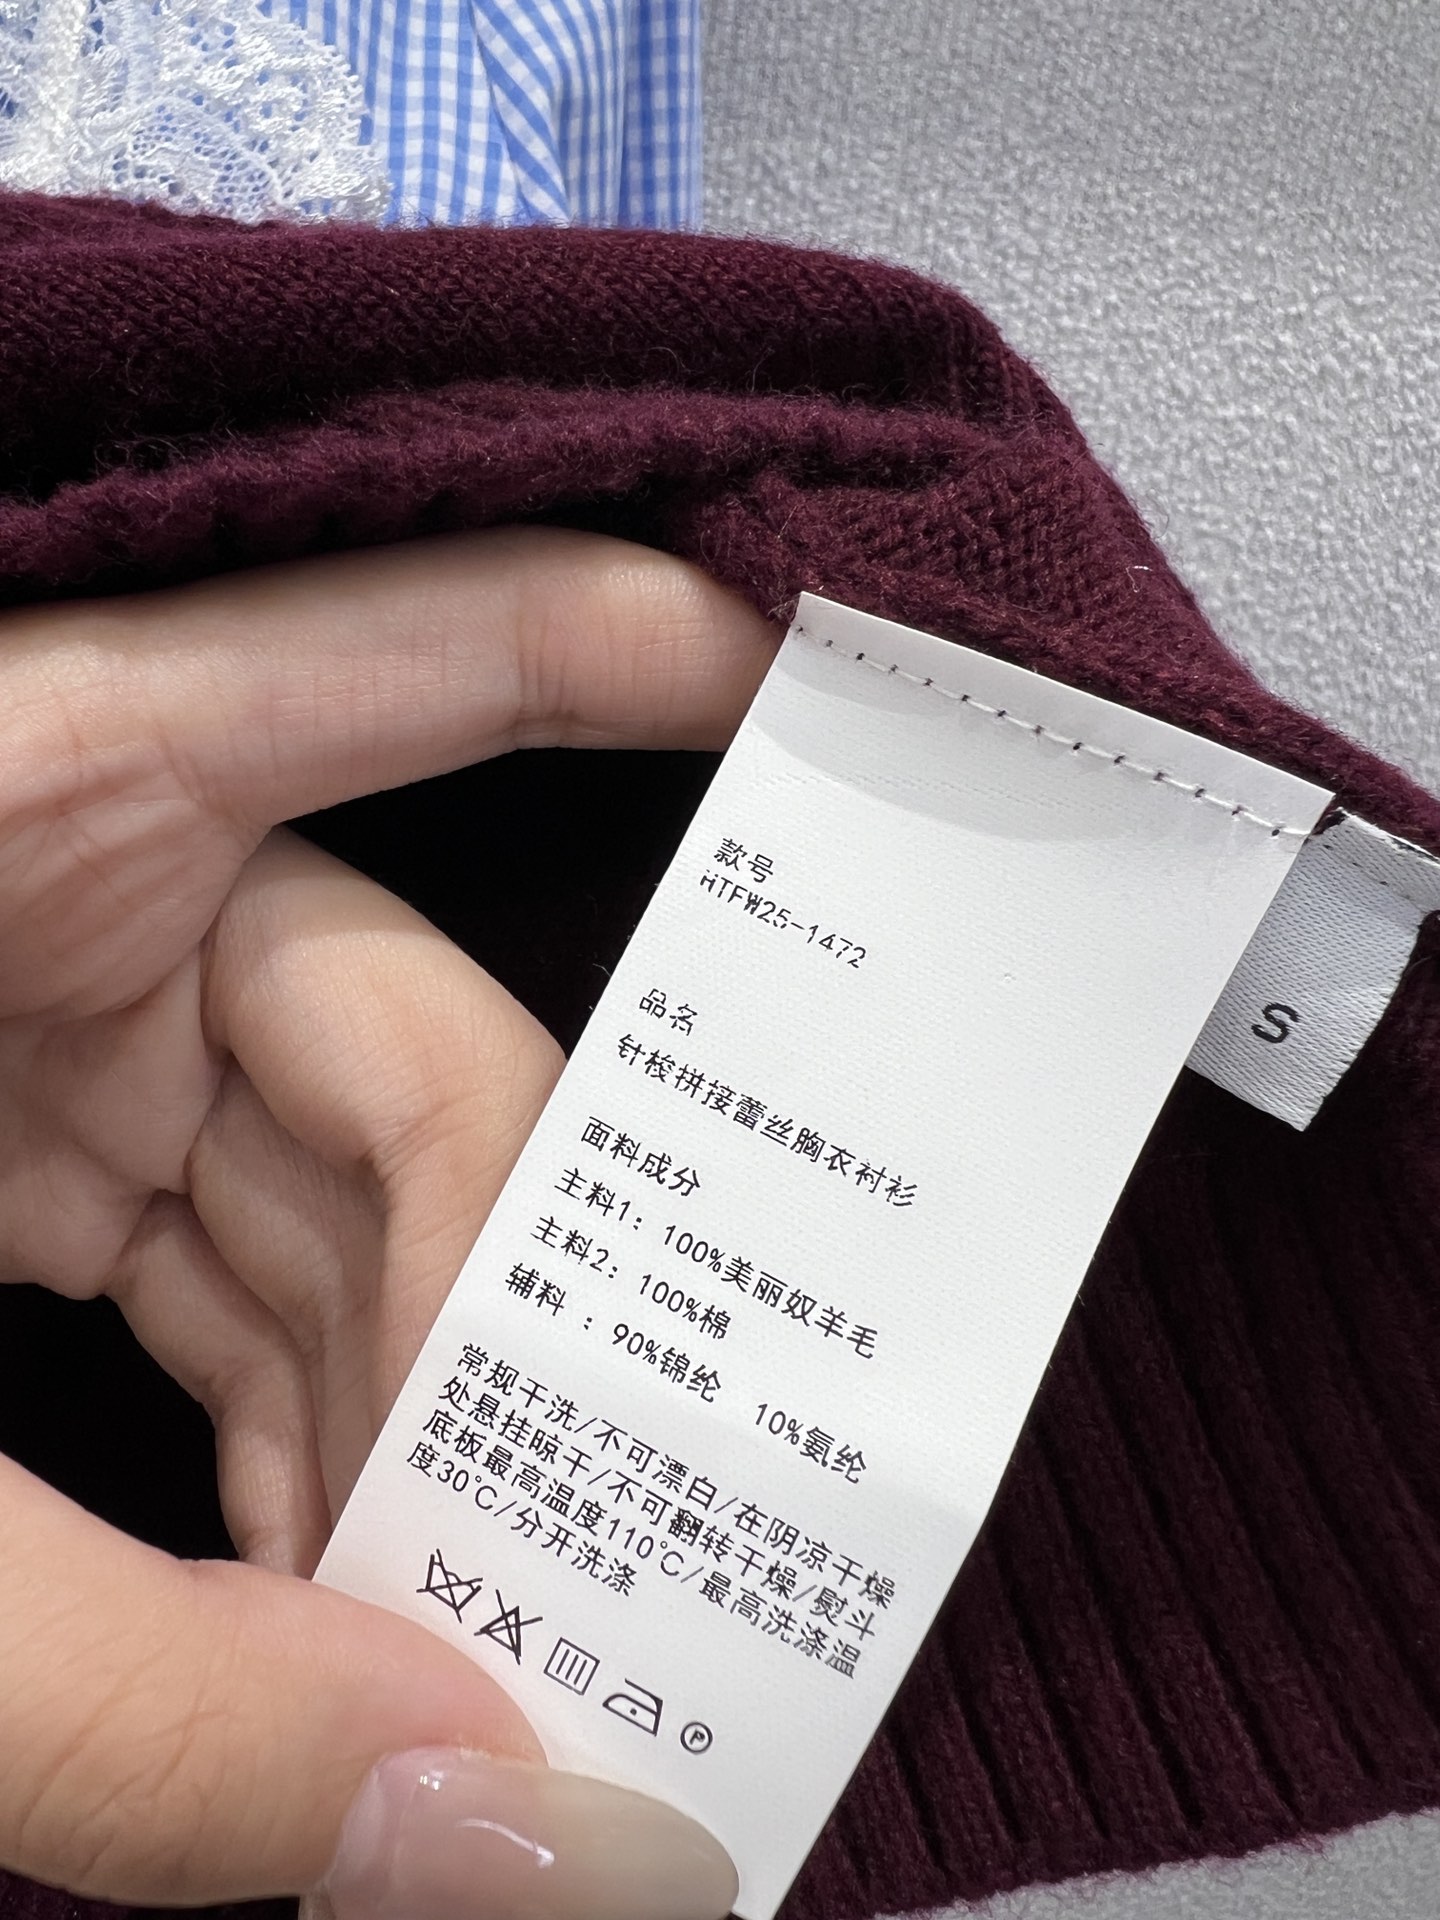 款号
HTFW25-1472
品名
针梭拼接蕾丝胸衣衬衫
面料成分
主料1: 100%美丽奴羊毛
主料2: 100%棉
辅料 : 90%锦纶 10%氨纶
常规干洗/不可漂白/在阴凉干燥
处悬挂晾干/不可翻转干燥/熨斗
底板最高温度110℃/最高洗涤温
度30℃/分开洗涤
P
S